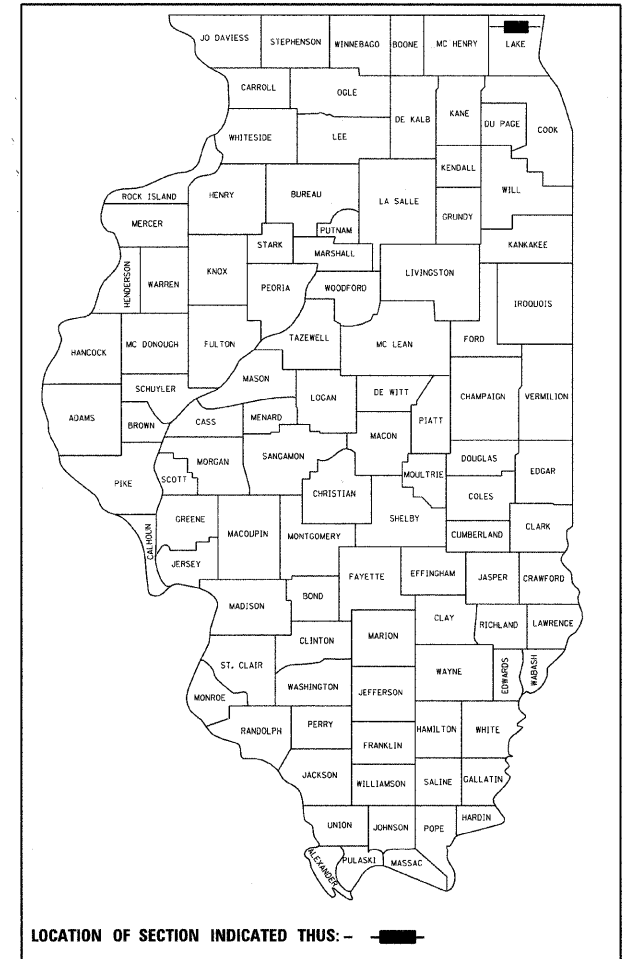 JO DAVIESS
STEPHENSON
WINNEBAGO
BOONE
MC HENRY
LAKE
CARROLL
OGLE
DE KALB
KANE
DU PAGE
COOK
WHITESIDE
LEE
KENDALL
WILL
ROCK ISLAND
HENRY
BUREAU
LA SALLE
GRUNDY
MERCER
PUTNAM
KANKAKEE
STARK
MARSHALL
LIVINGSTON
HENDERSON
WARREN
KNOX
PEORIA
WOODFORD
IROQUOIS
HANCOCK
MC DONOUGH
FULTON
TAZEWELL
MC LEAN
FORD
MASON
SCHUYLER
LOGAN
DE WITT
CHAMPAIGN
VERMILION
ADAMS
BROWN
CASS
MENARD
PIATT
MACON
MORGAN
SANGAMON
DOUGLAS
EDGAR
PIKE
SCOTT
MOULTRIE
COLES
CHRISTIAN
SHELBY
GREENE
MACOUPIN
CUMBERLAND
CLARK
CALHOUN
MONTGOMERY
JERSEY
FAYETTE
EFFINGHAM
JASPER
CRAWFORD
MADISON
BOND
CLAY
RICHLAND
LAWRENCE
CLINTON
MARION
ST. CLAIR
WAYNE
EDWARDS
WABASH
WASHINGTON
MONROE
JEFFERSON
RANDOLPH
PERRY
HAMILTON
WHITE
FRANKLIN
JACKSON
WILLIAMSON
SALINE
GALLATIN
UNION
JOHNSON
POPE
HARDIN
ALEXANDER
PULASKI
MASSAC
LOCATION OF SECTION INDICATED THUS: -